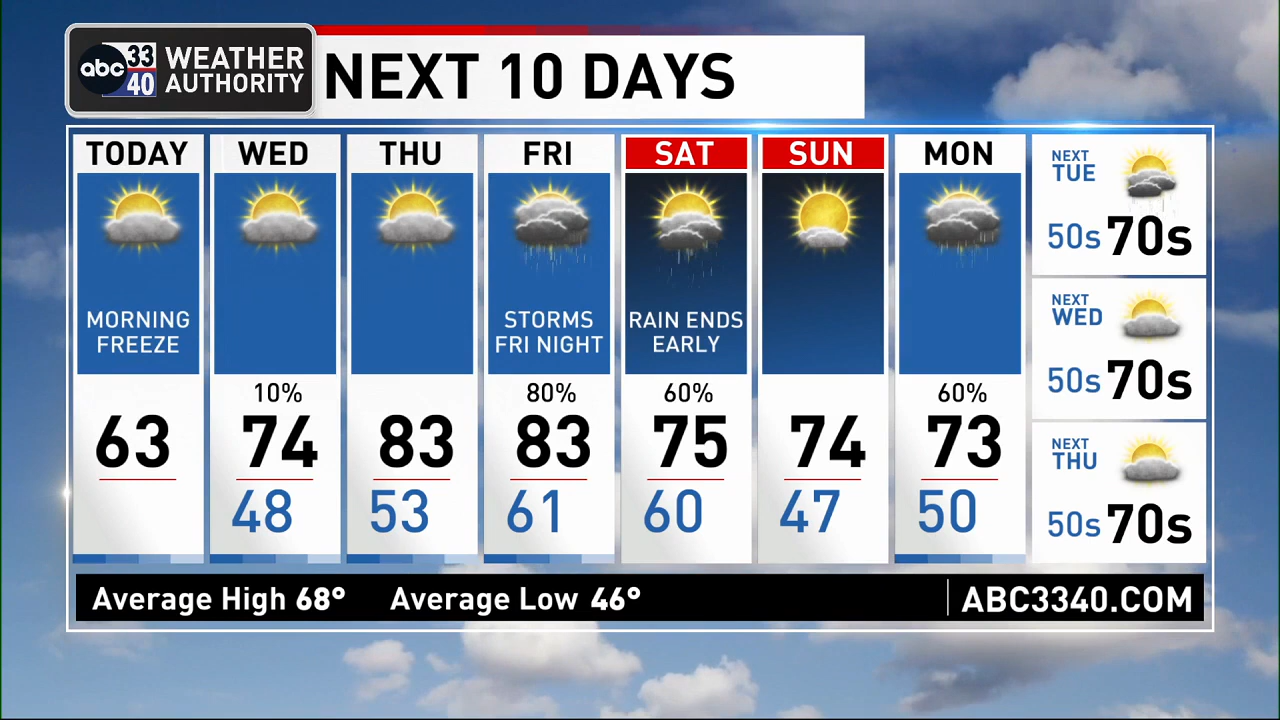 abc 33 40 WEATHER AUTHORITY
NEXT 10 DAYS
TODAY
MORNING
FREEZE
63
WED
10%
74
48
THU
83
53
FRI
STORMS
FRI NIGHT
80%
83
61
SAT
RAIN ENDS
EARLY
60%
75
60
SUN
74
47
MON
60%
73
50
NEXT
TUE
50s 70s
NEXT
WED
50s 70s
NEXT
THU
50s 70s
Average High 68° Average Low 46° ABC3340.COM